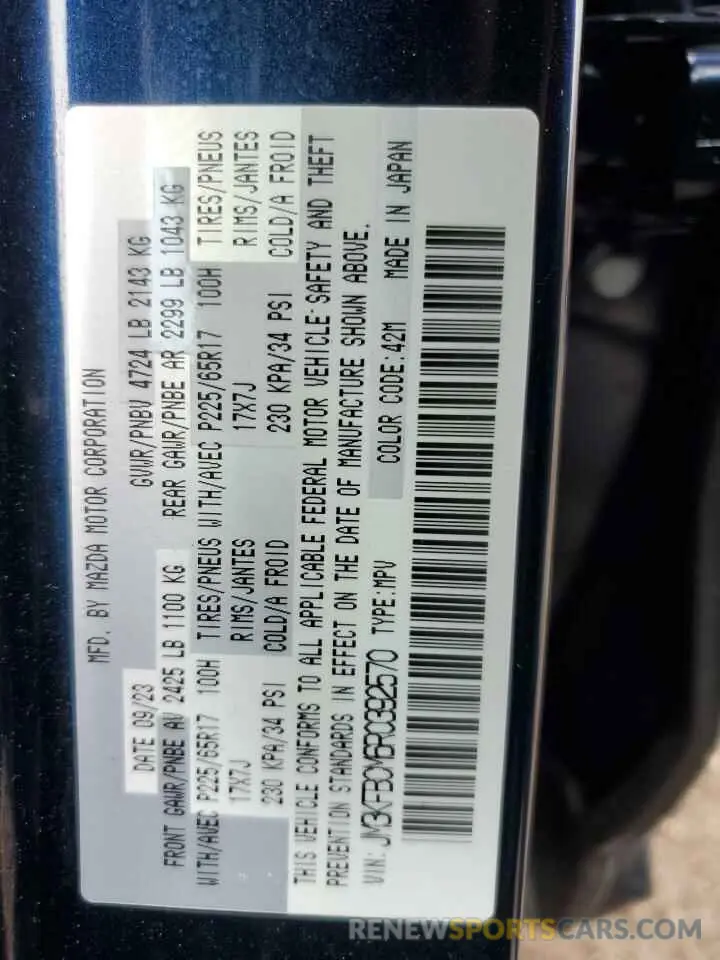 MFD. BY MAZDA MOTOR CORPORATION
DATE 09/23 GVWR/PNBV 4724 LB 2143 KG
FRONT GAWR/PNBE AV 2425 LB 1100 KG REAR GAWR/PNBE AR 2299 LB 1043 KG
WITH/AVEC P225/65R17 100H TIRES/PNEUS WITH/AVEC P225/65R17 100H TIRES/PNEUS
17X7J RIMS/JANTES 17X7J RIMS/JANTES
230 KPA/34 PSI COLD/A FROID 230 KPA/34 PSI COLD/A FROID
THIS VEHICLE CONFORMS TO ALL APPLICABLE FEDERAL MOTOR VEHICLE SAFETY AND THEFT
PREVENTION STANDARDS IN EFFECT ON THE DATE OF MANUFACTURE SHOWN ABOVE.
VIN: JM3KFBCM6R0392570 TYPE:MPV COLOR CODE:42M MADE IN JAPAN
RENEWSPORTSCARS.COM